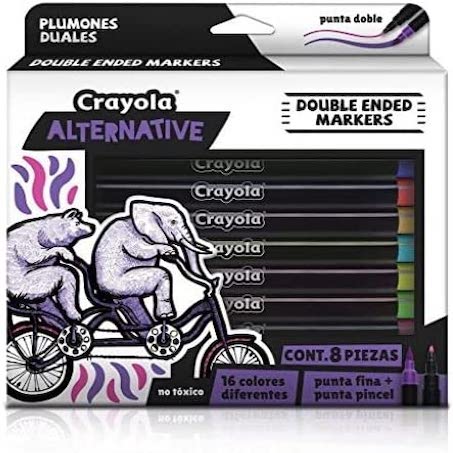 PLUMONES
DUALES
punta doble
DOUBLE ENDED MARKERS
Crayola®
ALTERNATIVE
DOUBLE ENDED
MARKERS
Crayola
Crayola
Crayola
Crayola
Crayola
Crayola
CONT. 8 PIEZAS
no tóxico
16 colores
diferentes
punta fina +
punta pincel